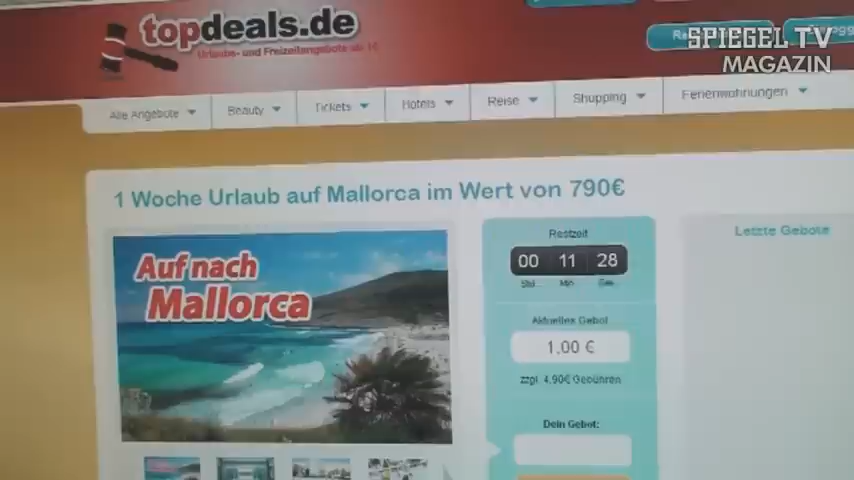 topdeals.de
Urlaubs- und Freizeitangebote ab 1€
SPIEGEL TV
MAGAZIN
Alle Angebote
Beauty
Tickets
Hotels
Reise
Shopping
Ferienwohnungen
1 Woche Urlaub auf Mallorca im Wert von 790€
Auf nach
Mallorca
Restzeit
00 11 28
Std. Min. Sek.
Aktuelles Gebot
1,00 €
zzgl. 4,90€ Gebühren
Dein Gebot:
Letzte Gebote